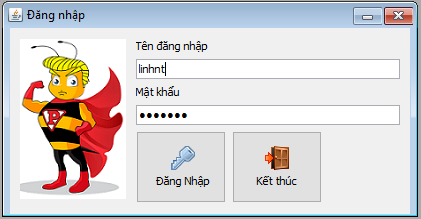 Đăng nhập
Tên đăng nhập
linhnt
Mật khẩu
●●●●●●●
P
Đăng Nhập
Kết thúc